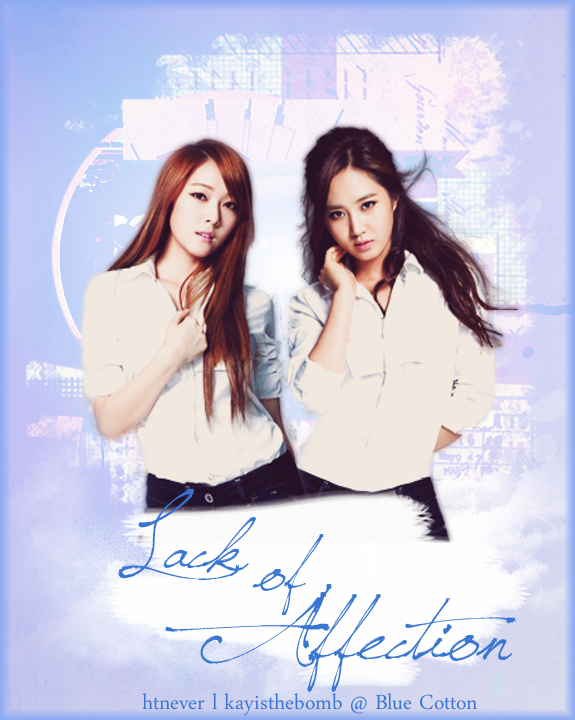 Lack of
Affection
htnever l kayisthebomb @ Blue Cotton